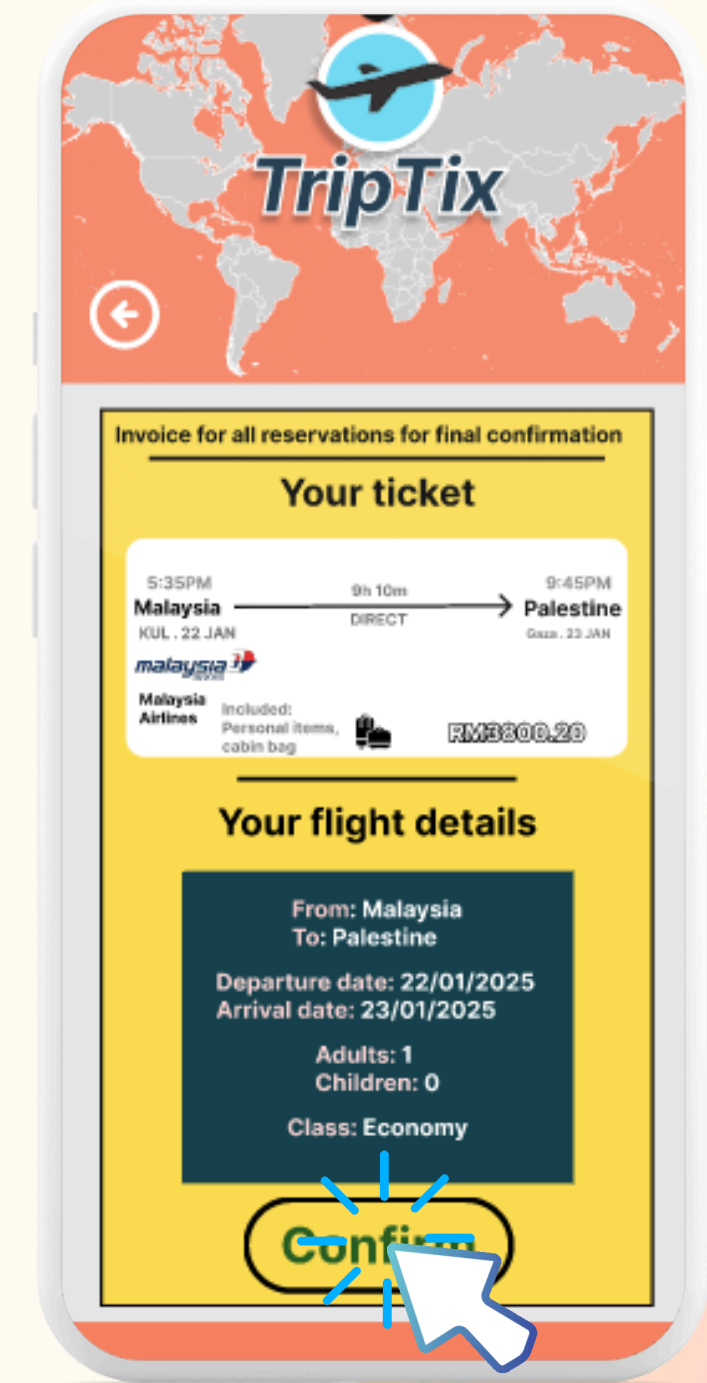 TripTix
Invoice for all reservations for final confirmation
Your ticket
5:35PM
Malaysia
KUL . 22 JAN
9h 10m
DIRECT
9:45PM
Palestine
Gaza . 23 JAN
malaysia
Malaysia
Airlines
Included:
Personal items,
cabin bag
RM3800.20
Your flight details
From: Malaysia
To: Palestine
Departure date: 22/01/2025
Arrival date: 23/01/2025
Adults: 1
Children: 0
Class: Economy
Confirm